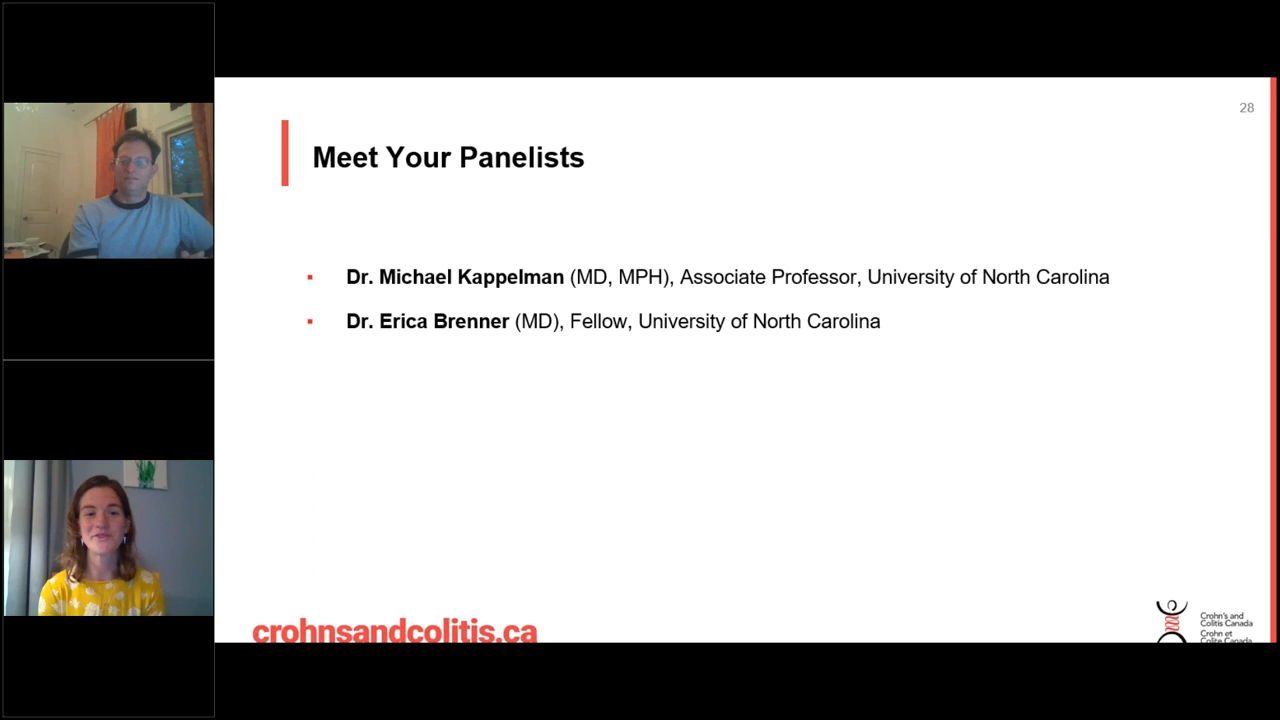 28
Meet Your Panelists
▪ Dr. Michael Kappelman (MD, MPH), Associate Professor, University of North Carolina
▪ Dr. Erica Brenner (MD), Fellow, University of North Carolina
crohnsandcolitis.ca
Crohn's and
Colitis Canada
Crohn et
Colite Canada